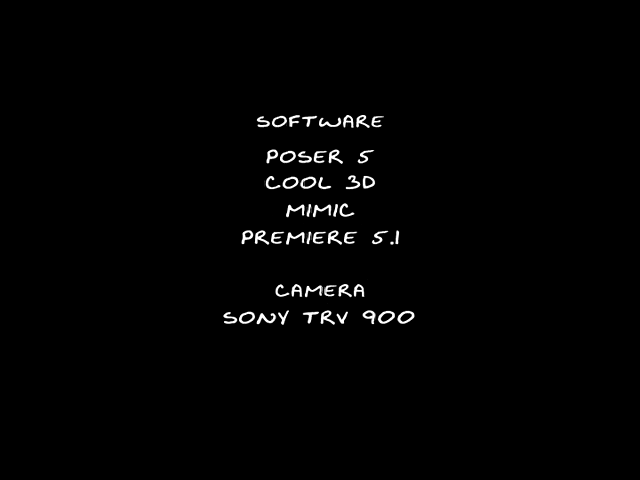 SOFTWARE
POSER 5
COOL 3D
MIMIC
PREMIERE 5.1
CAMERA
SONY TRV 900